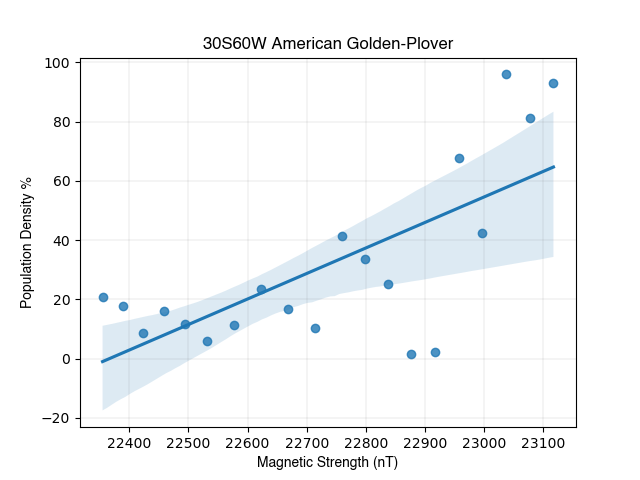 30S60W American Golden-Plover
100
80
60
40
20
0
−20
Population Density %
22400 22500 22600 22700 22800 22900 23000 23100
Magnetic Strength (nT)